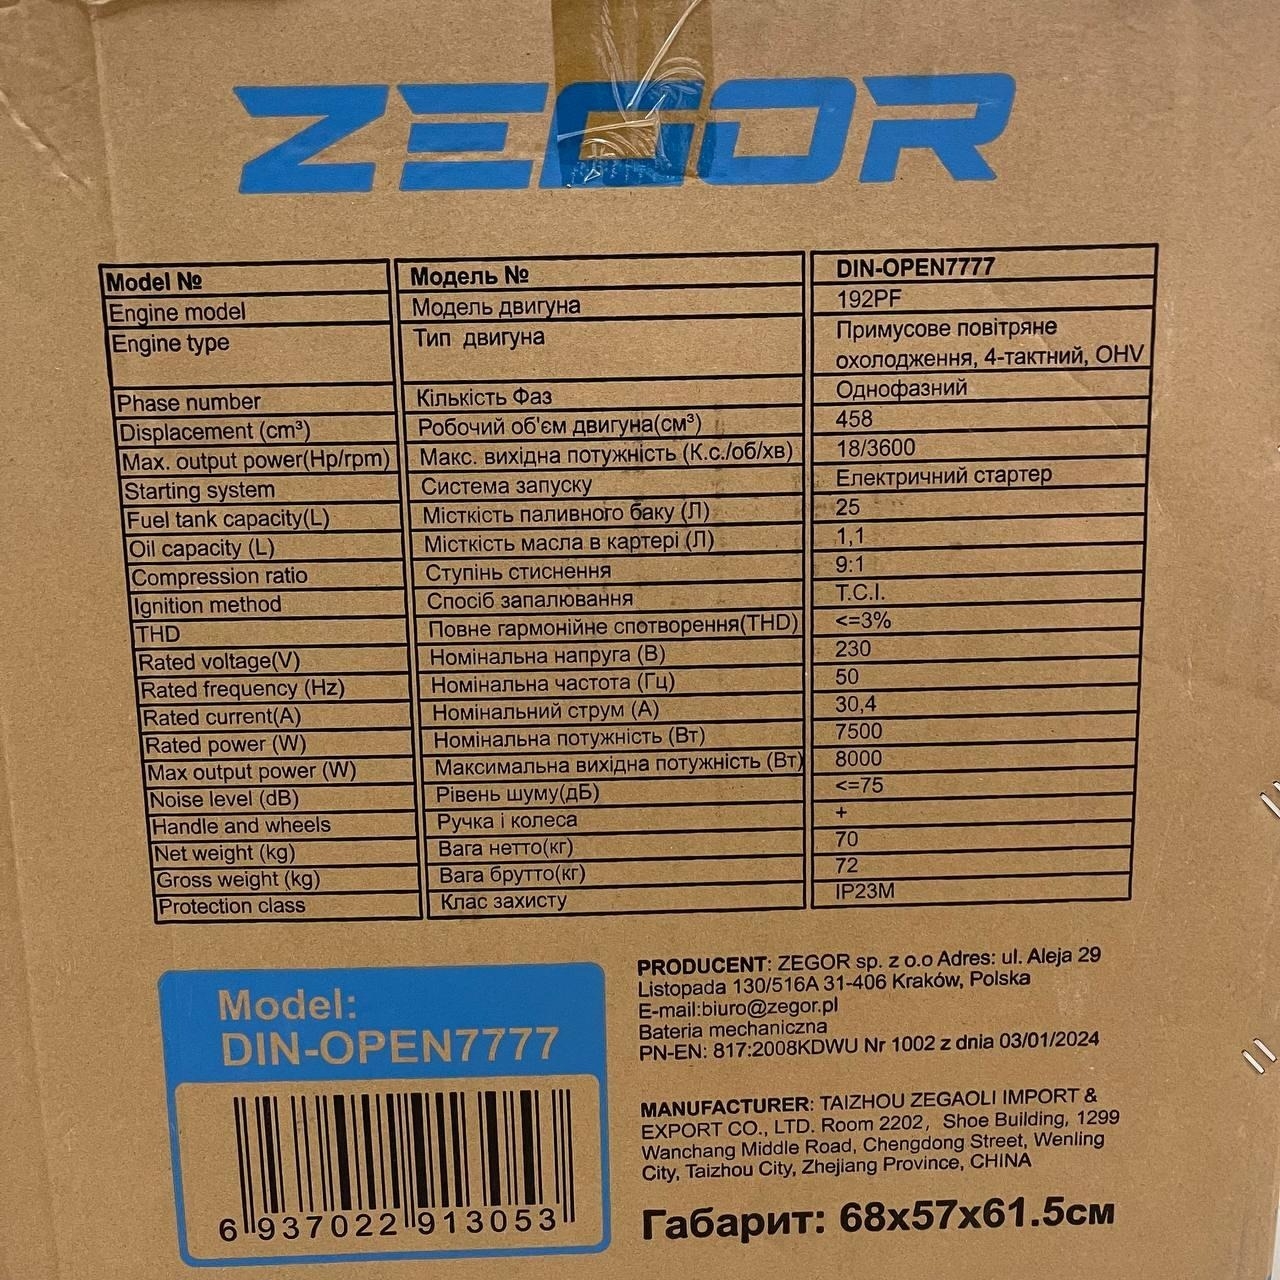 ZEGOR
Model № Модель № DIN-OPEN7777
Engine model Модель двигуна 192PF
Engine type Тип двигуна Примусове повітряне
охолодження, 4-тактний, OHV
Phase number Кількість Фаз Однофазний
Displacement (cm³) Робочий об'єм двигуна(см³) 458
Max. output power(Hp/rpm) Макс. вихідна потужність (К.с./об/хв) 18/3600
Starting system Система запуску Електричний стартер
Fuel tank capacity(L) Місткість паливного баку (Л) 25
Oil capacity (L) Місткість масла в картері (Л) 1,1
Compression ratio Ступінь стиснення 9:1
Ignition method Спосіб запалювання T.C.I.
THD Повне гармонійне спотворення(THD) <=3%
Rated voltage(V) Номінальна напруга (В) 230
Rated frequency (Hz) Номінальна частота (Гц) 50
Rated current(A) Номінальний струм (А) 30,4
Rated power (W) Номінальна потужність (Вт) 7500
Max output power (W) Максимальна вихідна потужність (Вт) 8000
Noise level (dB) Рівень шуму(дБ) <=75
Handle and wheels Ручка і колеса +
Net weight (kg) Вага нетто(кг) 70
Gross weight (kg) Вага брутто(кг) 72
Protection class Клас захисту IP23M
Model:
DIN-OPEN7777
6 937022 913053
PRODUCENT: ZEGOR sp. z o.o Adres: ul. Aleja 29
Listopada 130/516A 31-406 Kraków, Polska
E-mail:biuro@zegor.pl
Bateria mechaniczna
PN-EN: 817:2008KDWU Nr 1002 z dnia 03/01/2024
MANUFACTURER: TAIZHOU ZEGAOLI IMPORT &
EXPORT CO., LTD. Room 2202, Shoe Building, 1299
Wanchang Middle Road, Chengdong Street, Wenling
City, Taizhou City, Zhejiang Province, CHINA
Габарит: 68x57x61.5см